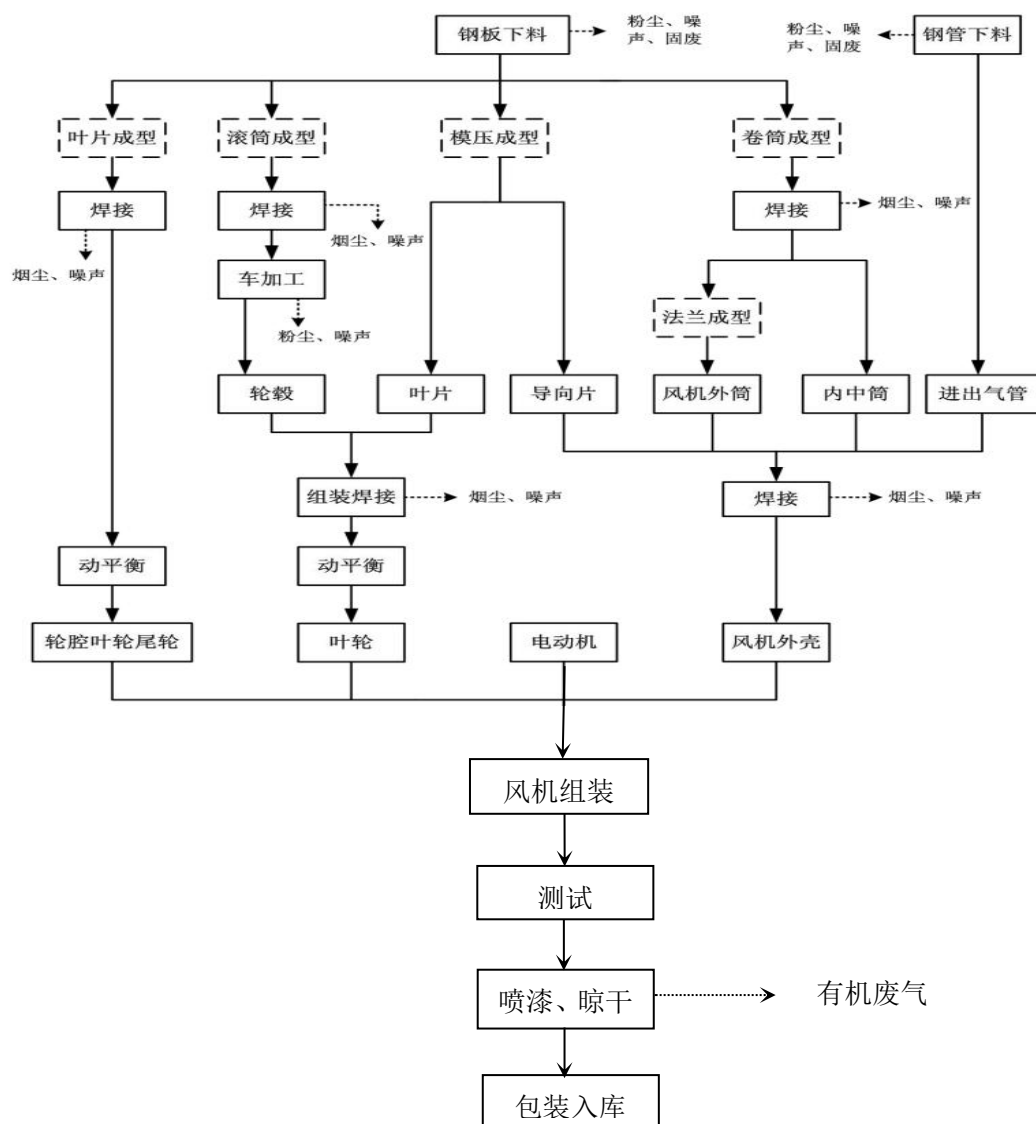 钢板下料
粉尘、噪
声、固废
粉尘、噪
声、固废
钢管下料
叶片成型
滚筒成型
模压成型
卷筒成型
焊接
焊接
焊接
烟尘、噪声
烟尘、噪声
烟尘、噪声
车加工
法兰成型
粉尘、噪声
轮毂
叶片
导向片
风机外筒
内中筒
进出气管
组装焊接
烟尘、噪声
焊接
烟尘、噪声
动平衡
动平衡
轮腔叶轮尾轮
叶轮
电动机
风机外壳
风机组装
测试
喷漆、晾干
有机废气
包装入库